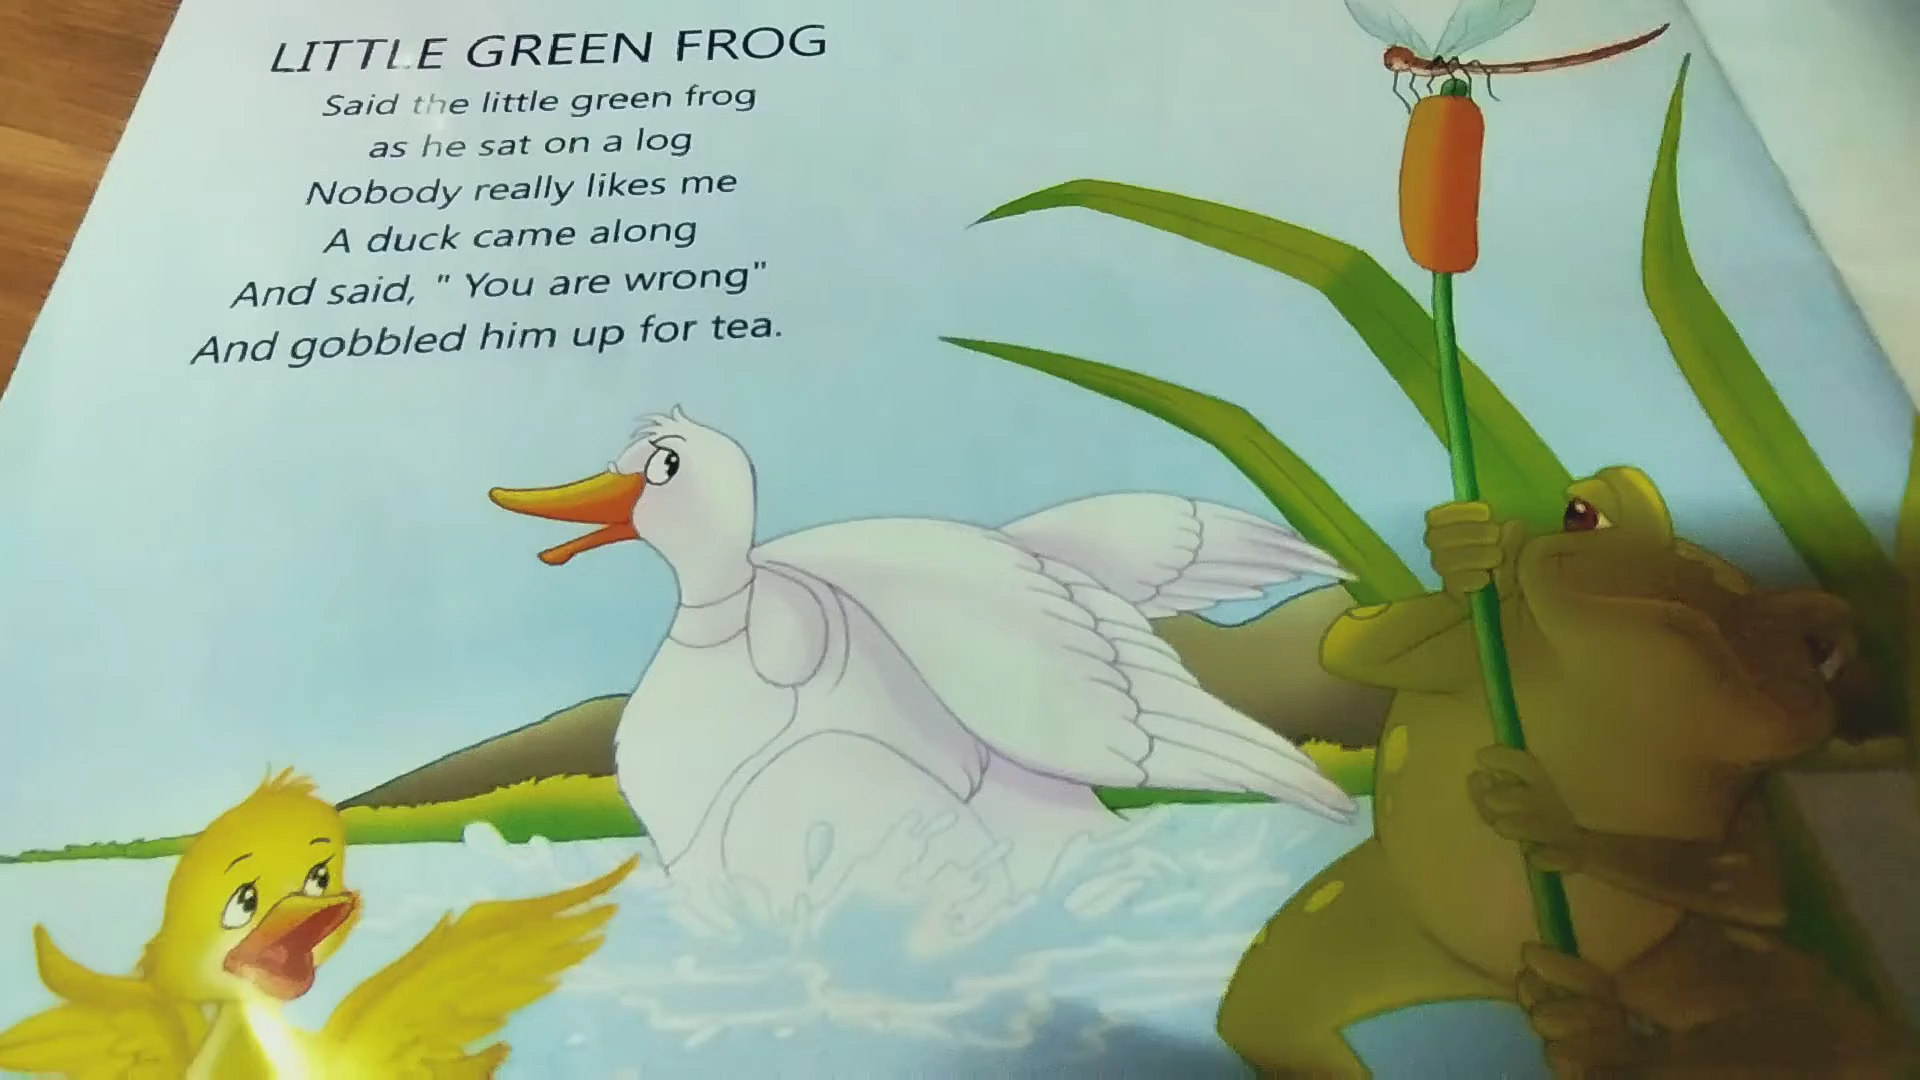 LITTLE GREEN FROG
Said the little green frog
as he sat on a log
Nobody really likes me
A duck came along
And said, " You are wrong"
And gobbled him up for tea.